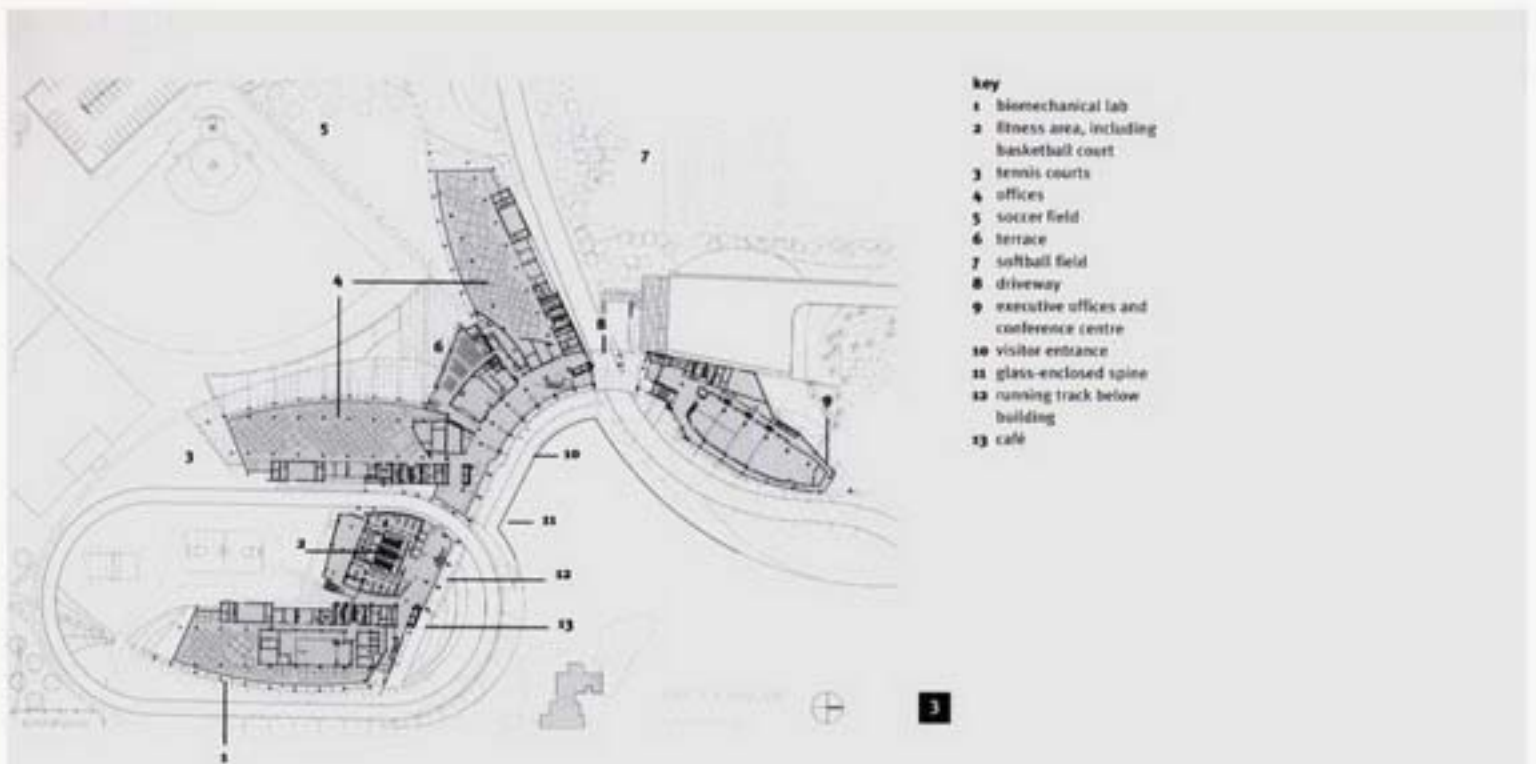 key
1 biomechanical lab
2 fitness area, including
basketball court
3 tennis courts
4 offices
5 soccer field
6 terrace
7 softball field
8 driveway
9 executive offices and
conference centre
10 visitor entrance
11 glass-enclosed spine
12 running track below
building
13 café
5
7
4
8
6
9
3
10
11
2
12
13
3
1